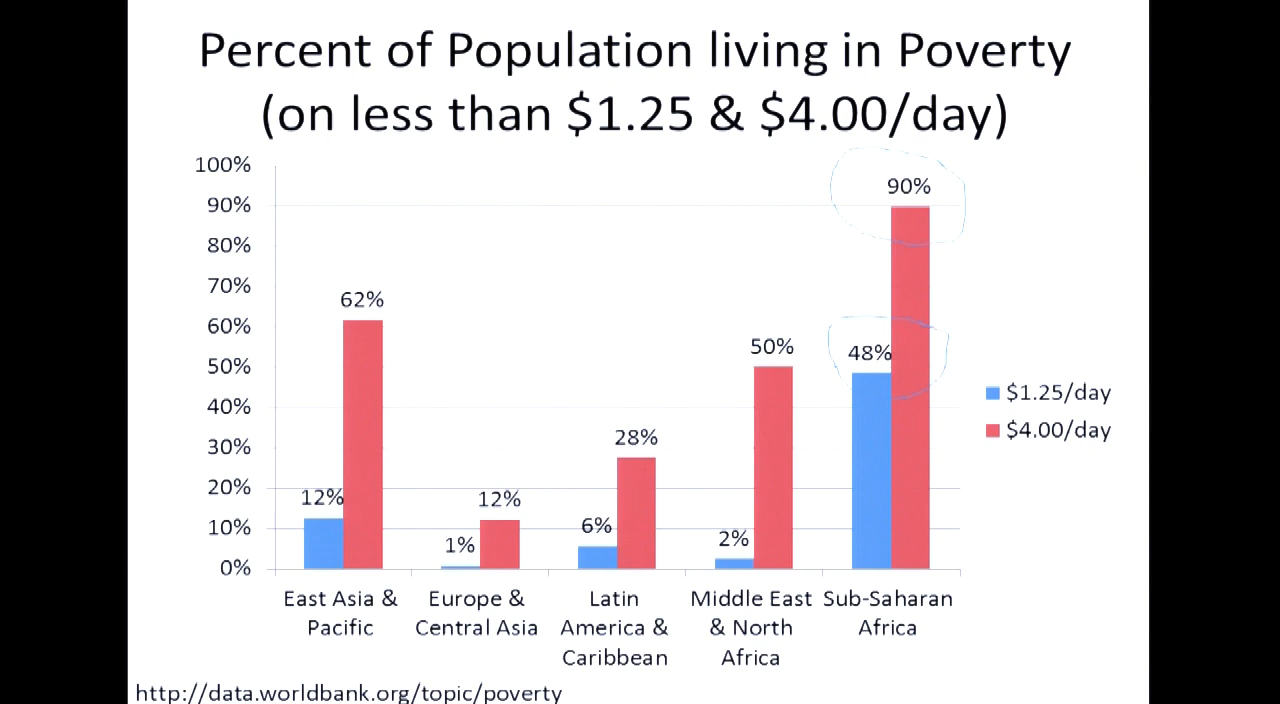 Percent of Population living in Poverty
(on less than $1.25 & $4.00/day)
100%
90%
80%
70%
60%
50%
40%
30%
20%
10%
0%
12%
62%
1%
12%
6%
28%
2%
50%
48%
90%
East Asia &
Pacific
Europe &
Central Asia
Latin
America &
Caribbean
Middle East
& North
Africa
Sub-Saharan
Africa
$1.25/day
$4.00/day
http://data.worldbank.org/topic/poverty